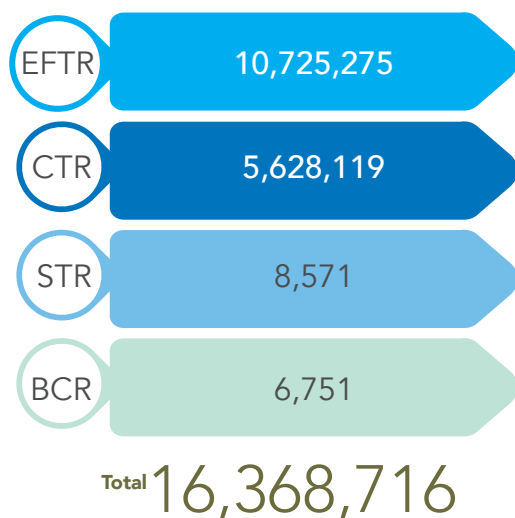 EFTR 10,725,275
CTR 5,628,119
STR 8,571
BCR 6,751
Total 16,368,716